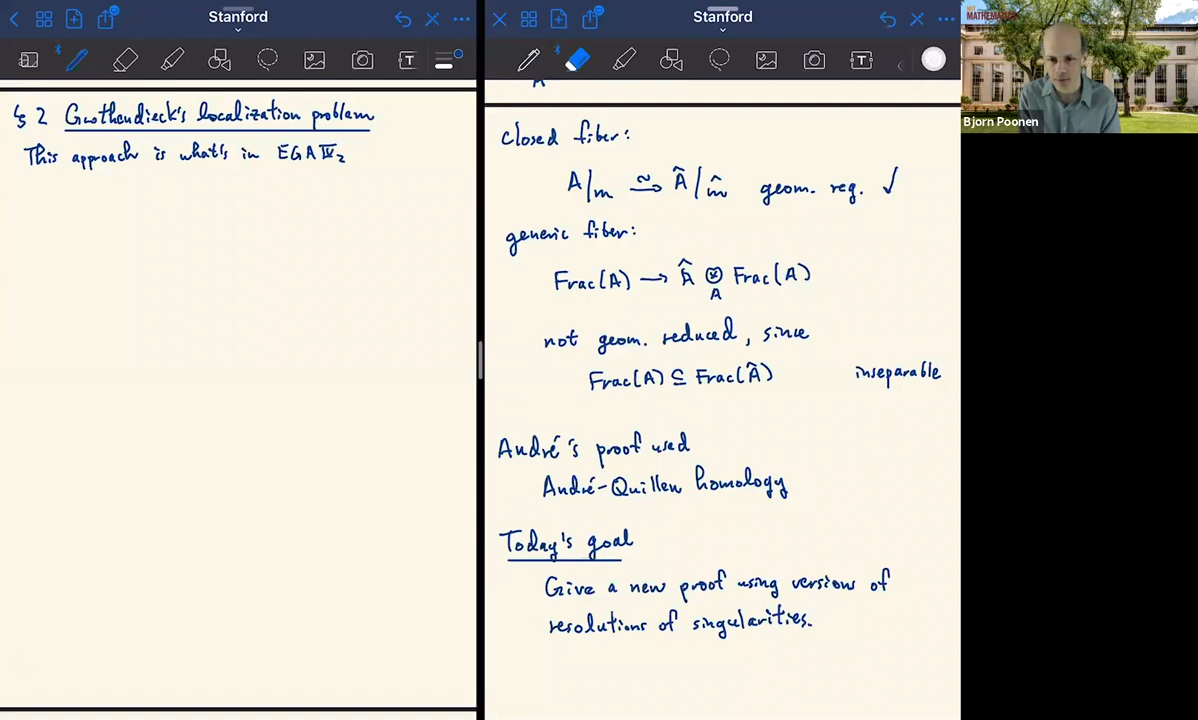 Stanford
§ 2 Grothendieck's localization problem
This approach is what's in EGA IV₂
Stanford
A
closed fiber:
A/m ⥲ Â/m̂ geom. reg. ✓
generic fiber:
Frac(A) → Â ⊗ Frac(A)
A
not geom. reduced, since
Frac(A) ⊆ Frac(Â) inseparable
André's proof used
André-Quillen homology
Today's goal
Give a new proof using versions of
resolutions of singularities.
MATHEMATICS
Bjorn Poonen